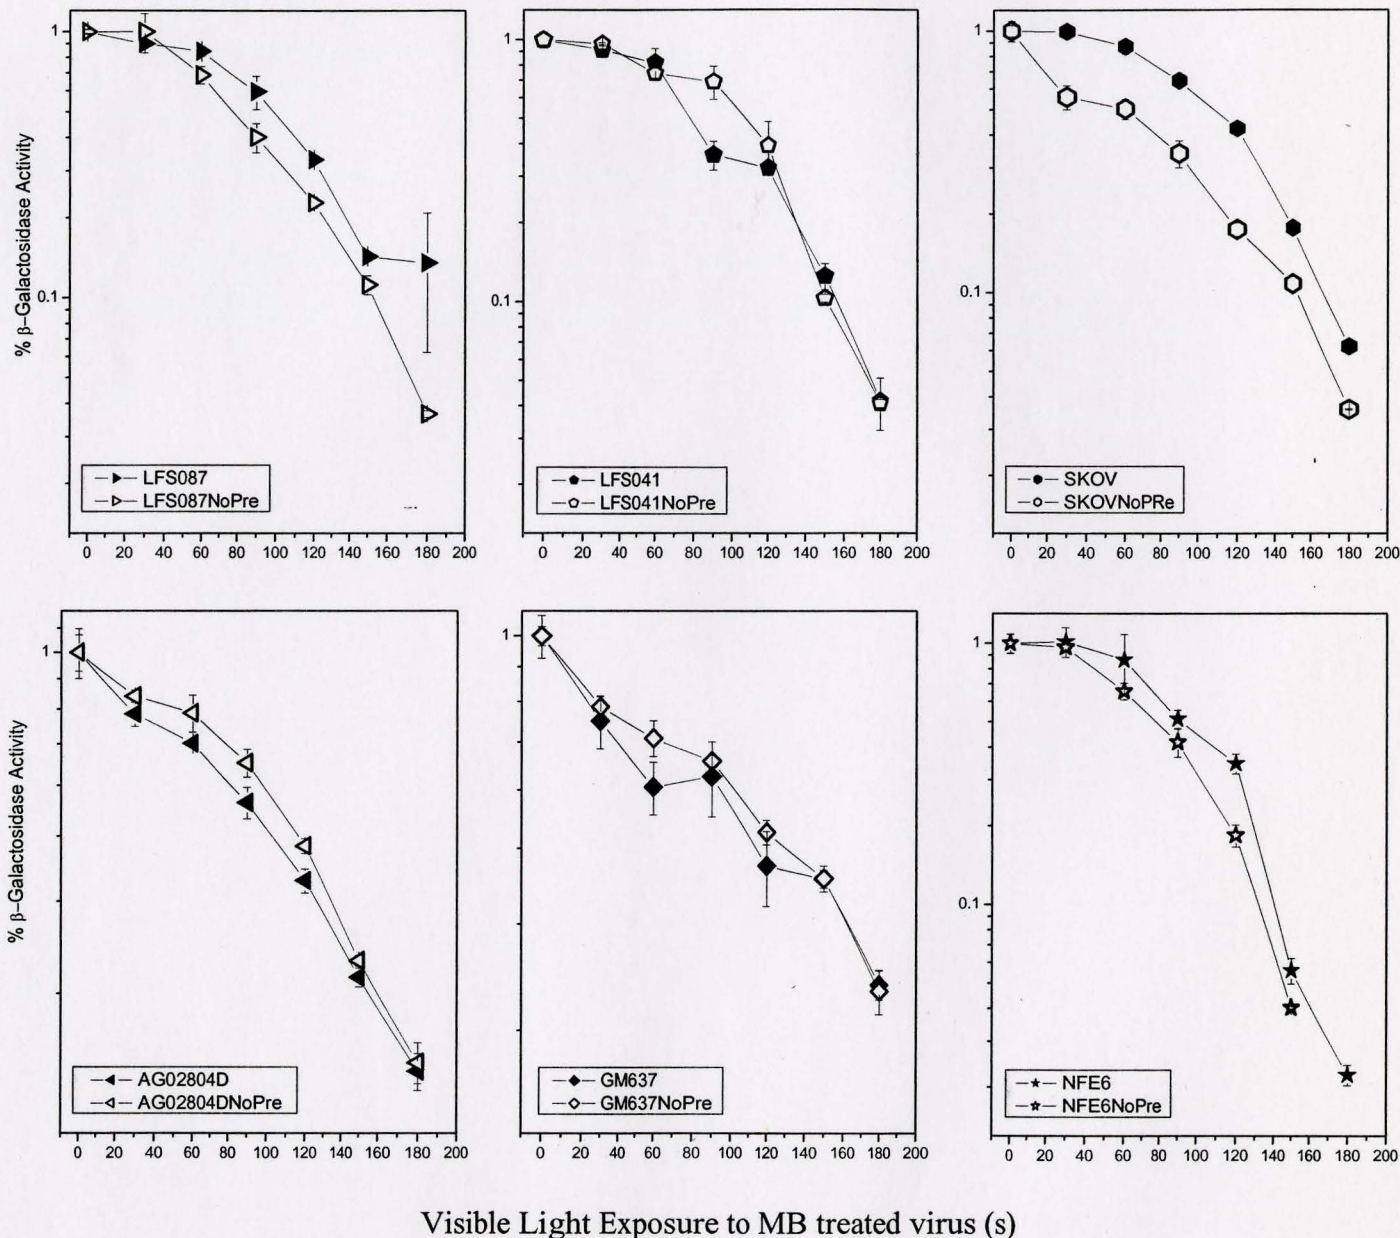 % β–Galactosidase Activity
1
0.1
LFS087
LFS087NoPre
0 20 40 60 80 100 120 140 160 180 200
1
0.1
LFS041
LFS041NoPre
0 20 40 60 80 100 120 140 160 180 200
1
0.1
SKOV
SKOVNoPRe
0 20 40 60 80 100 120 140 160 180 200
% β–Galactosidase Activity
1
AG02804D
AG02804DNoPre
0 20 40 60 80 100 120 140 160 180 200
1
GM637
GM637NoPre
0 20 40 60 80 100 120 140 160 180 200
1
0.1
NFE6
NFE6NoPre
0 20 40 60 80 100 120 140 160 180 200
Visible Light Exposure to MB treated virus (s)